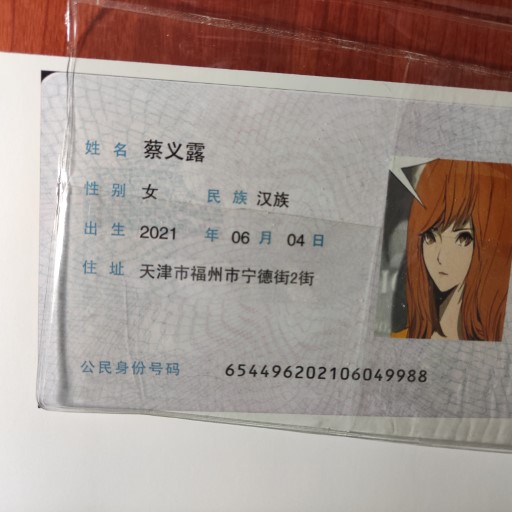 姓名 蔡义露
性别 女 民族 汉族
出生 2021 年 06 月 04 日
住址 天津市福州市宁德街2街
公民身份号码 654496202106049988